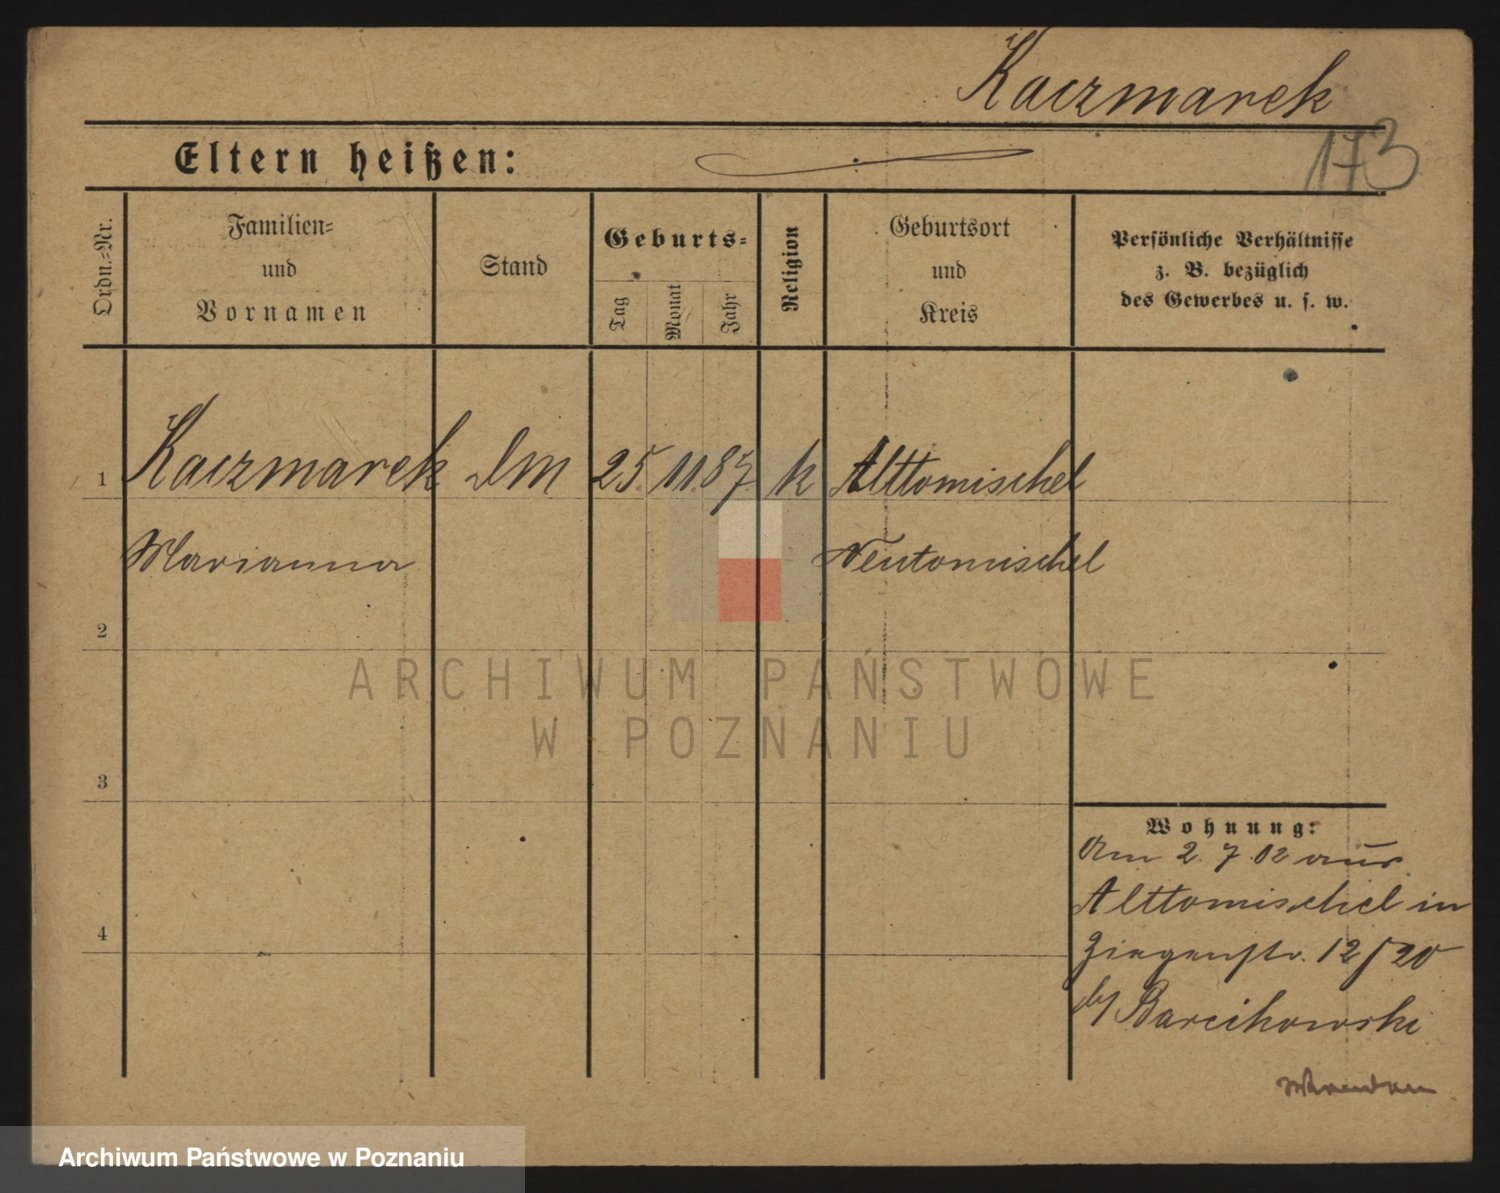 Kaczmarek
173
Eltern heißen:
Ordn.-Nr.
Familien-
und
Vornamen
Stand
Geburts-
Tag
Monat
Jahr
Religion
Geburtsort
und
Kreis
Persönliche Verhältnisse
z. B. bezüglich
des Gewerbes u. s. w.
1 Kaczmarek Dm 25. 11. 87 k Alttomischel
Marianna Neutomischel
2
3
4
Wohnung:
Am 2. 7. 02 aus
Alttomischel in
Ziegenstr. 12/20
b/ Barcikowski
ARCHIWUM PAŃSTWOWE
W POZNANIU
Archiwum Państwowe w Poznaniu